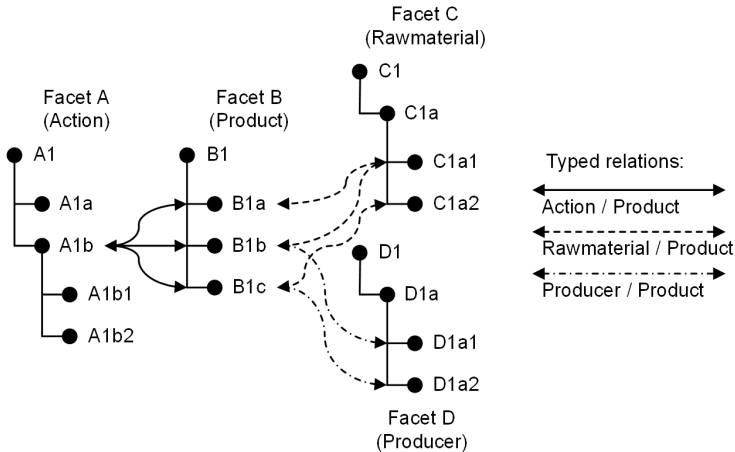 Facet C
(Rawmaterial)
C1
Facet A
(Action)
Facet B
(Product)
C1a
A1
B1
C1a1
Typed relations:
A1a
B1a
C1a2
Action / Product
A1b
B1b
D1
Rawmaterial / Product
B1c
D1a
Producer / Product
A1b1
A1b2
D1a1
D1a2
Facet D
(Producer)